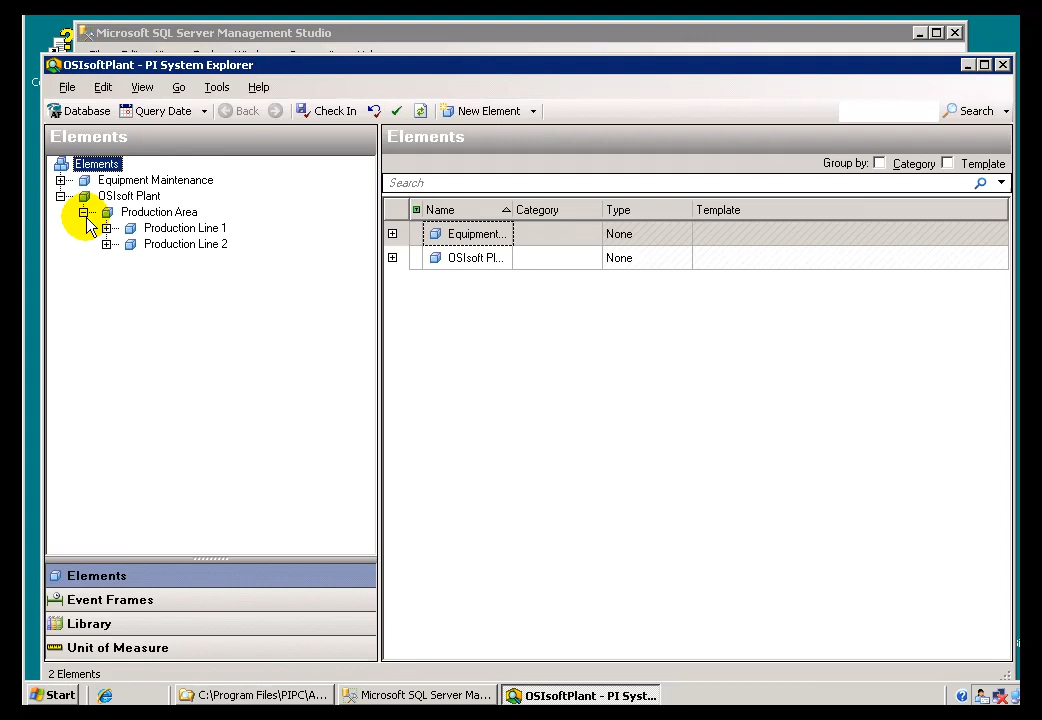 Microsoft SQL Server Management Studio
OSIsoftPlant - PI System Explorer
File Edit View Go Tools Help
Database Query Date Back Check In New Element Search
Elements
Elements
Equipment Maintenance
OSIsoft Plant
Production Area
Production Line 1
Production Line 2
Elements
Group by: Category Template
Search
Name Category Type Template
Equipment... None
OSIsoft Pl... None
Elements
Event Frames
Library
Unit of Measure
2 Elements
Start C:\Program Files\PIPC\A... Microsoft SQL Server Ma... OSIsoftPlant - PI Syst...